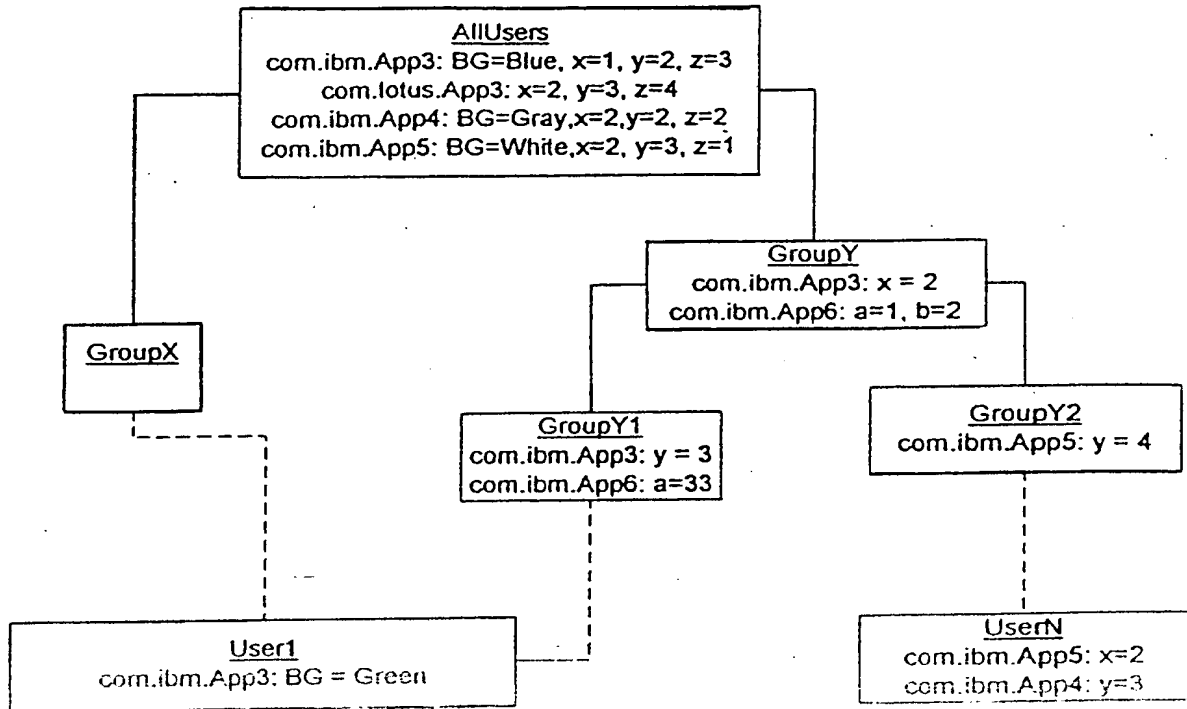 AllUsers
com.ibm.App3: BG=Blue, x=1, y=2, z=3
com.lotus.App3: x=2, y=3, z=4
com.ibm.App4: BG=Gray,x=2,y=2, z=2
com.ibm.App5: BG=White,x=2, y=3, z=1
GroupY
com.ibm.App3: x = 2
com.ibm.App6: a=1, b=2
GroupX
GroupY1
com.ibm.App3: y = 3
com.ibm.App6: a=33
GroupY2
com.ibm.App5: y = 4
User1
com.ibm.App3: BG = Green
UserN
com.ibm.App5: x=2
com.ibm.App4: y=3